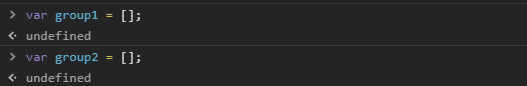 > var group1 = [];
<· undefined
> var group2 = [];
<· undefined